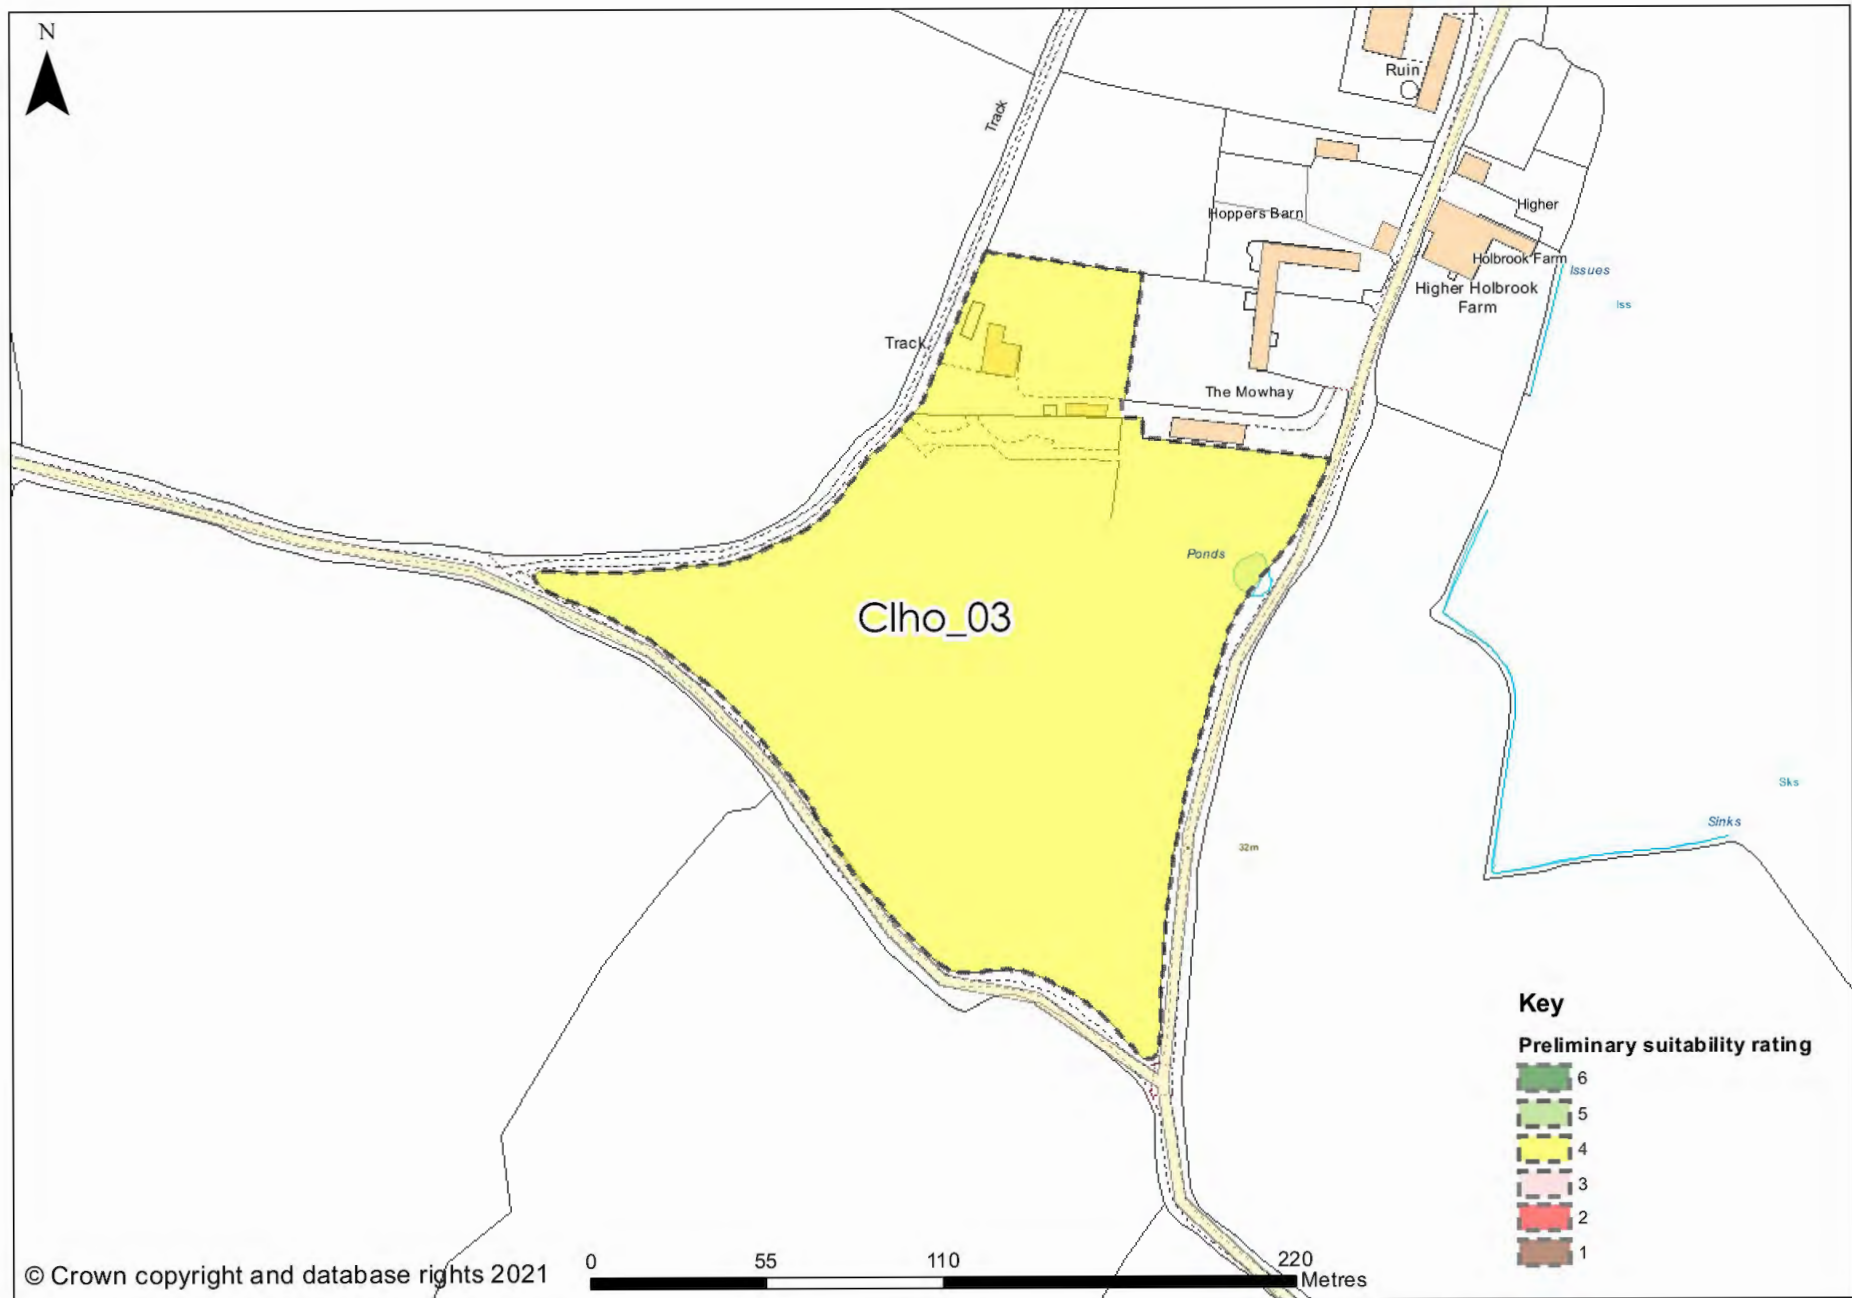 N
Ruin
Track
Hoppers Barn
Higher
Holbrook Farm
Issues
Higher Holbrook
Farm
Iss
Track
The Mowhay
Ponds
Clho_03
Sks
Sinks
32m
Key
Preliminary suitability rating
6
5
4
3
2
1
© Crown copyright and database rights 2021
0 55 110 220
Metres